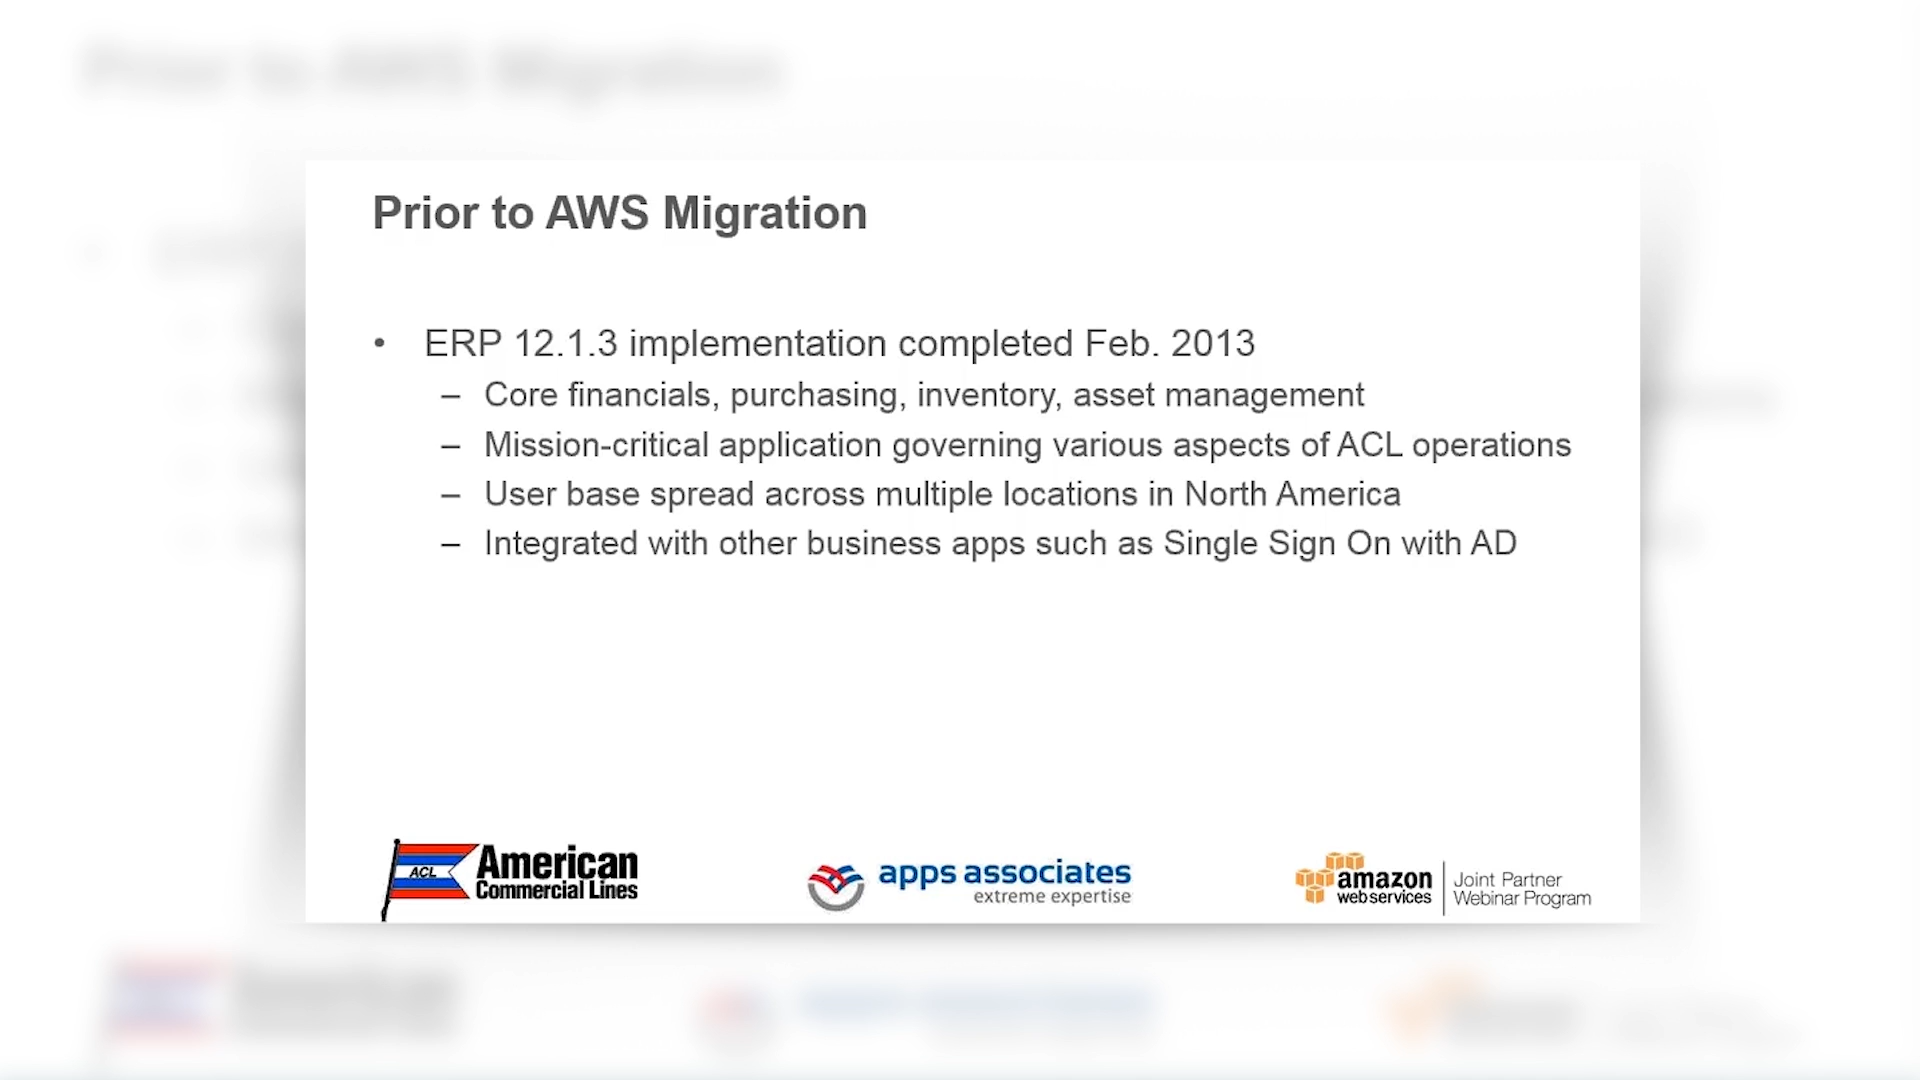 Prior to AWS Migration
• ERP 12.1.3 implementation completed Feb. 2013
– Core financials, purchasing, inventory, asset management
– Mission-critical application governing various aspects of ACL operations
– User base spread across multiple locations in North America
– Integrated with other business apps such as Single Sign On with AD
ACL
American
Commercial Lines
apps associates
extreme expertise
amazon
webservices
Joint Partner
Webinar Program